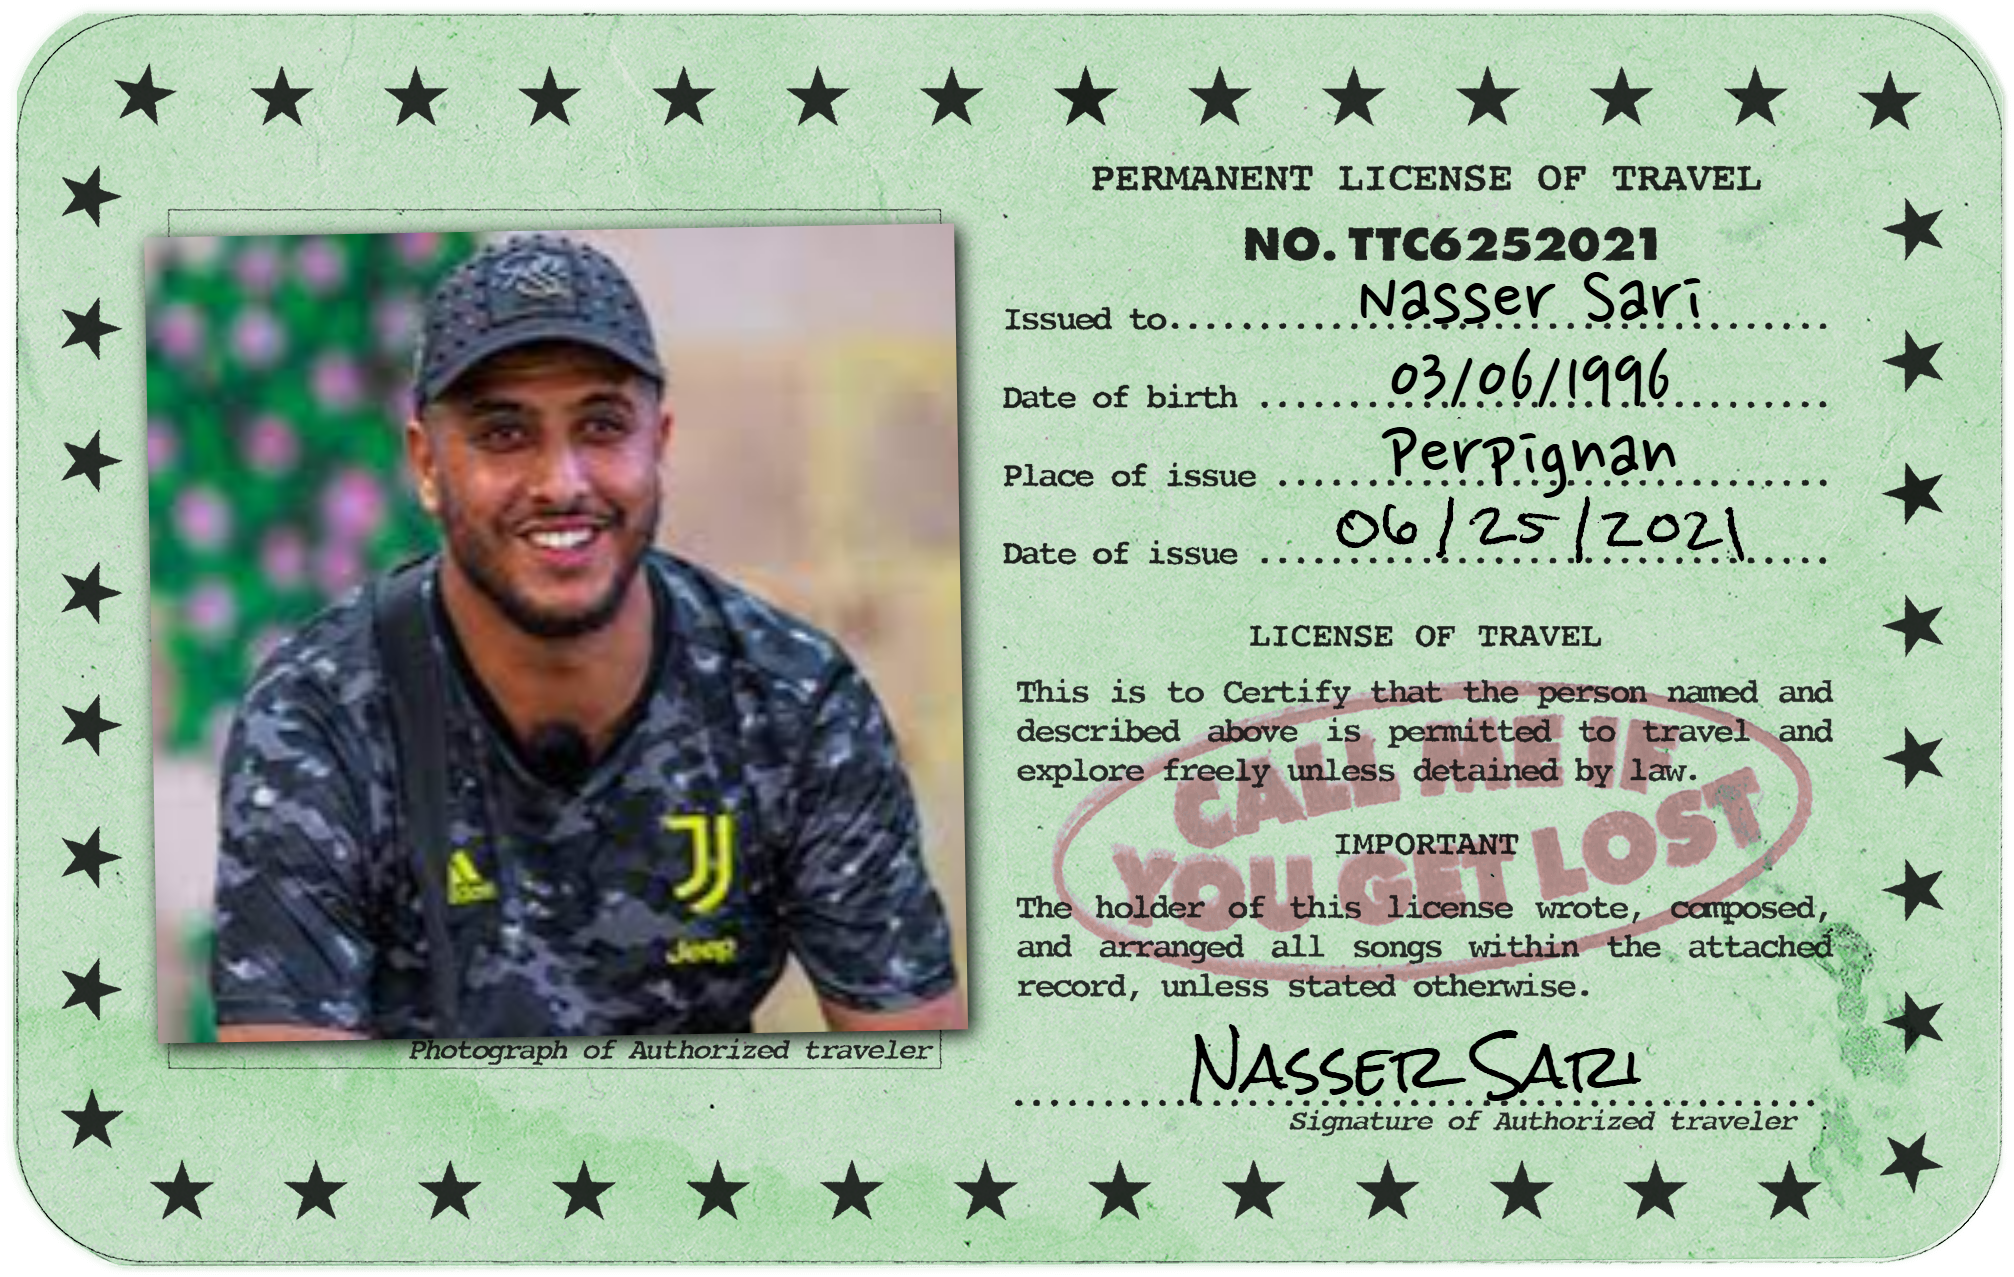 PERMANENT LICENSE OF TRAVEL
NO. TTC6252021
Issued to.......Nasser Sari.......
Date of birth .......03/06/1996.......
Place of issue .......Perpignan.......
Date of issue .......06/25/2021.......
LICENSE OF TRAVEL
This is to Certify that the person named and
described above is permitted to travel and
explore freely unless detained by law.
CALL ME IF
YOU GET LOST
IMPORTANT
The holder of this license wrote, composed,
and arranged all songs within the attached
record, unless stated otherwise.
NASSER SARI
Signature of Authorized traveler
adidas
Jeep
Photograph of Authorized traveler